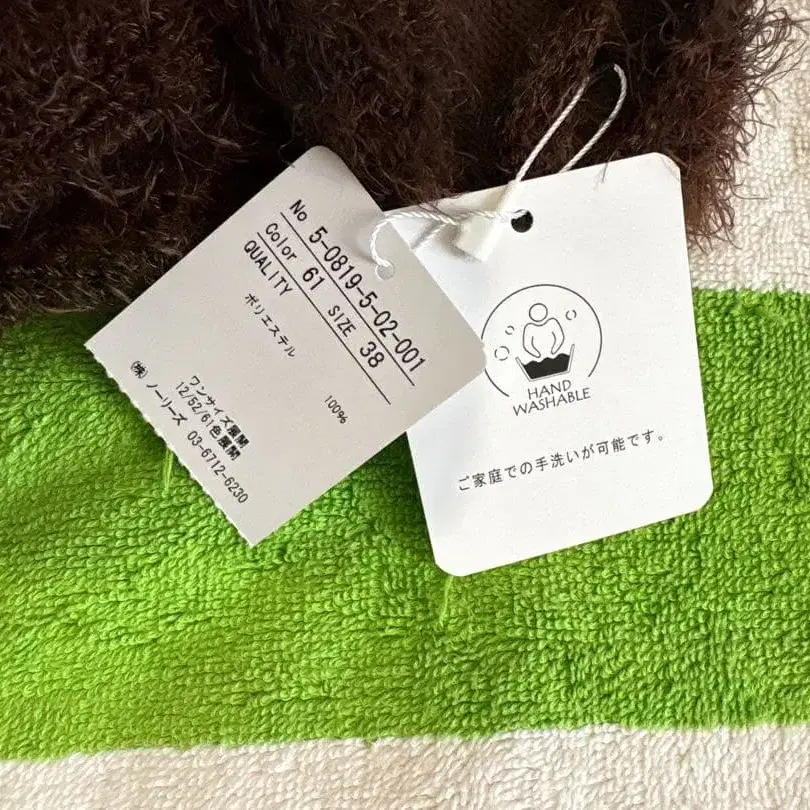 No 5-0819-5-02-001
Color 61 SIZE 38
QUALITY
ポリエステル 100%
ワンサイズ展開
12/52/61色展開
(株) ノーリーズ 03-6712-6230
HAND
WASHABLE
ご家庭での手洗いが可能です。